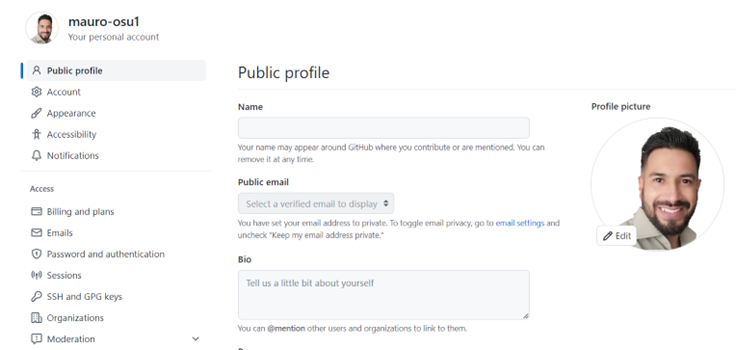 mauro-osu1
Your personal account
Public profile
Account
Appearance
Accessibility
Notifications
Access
Billing and plans
Emails
Password and authentication
Sessions
SSH and GPG keys
Organizations
Moderation
Public profile
Name
Your name may appear around GitHub where you contribute or are mentioned. You can
remove it at any time.
Public email
Select a verified email to display
You have set your email address to private. To toggle email privacy, go to email settings and
uncheck "Keep my email address private."
Bio
Tell us a little bit about yourself
You can @mention other users and organizations to link to them.
Profile picture
Edit